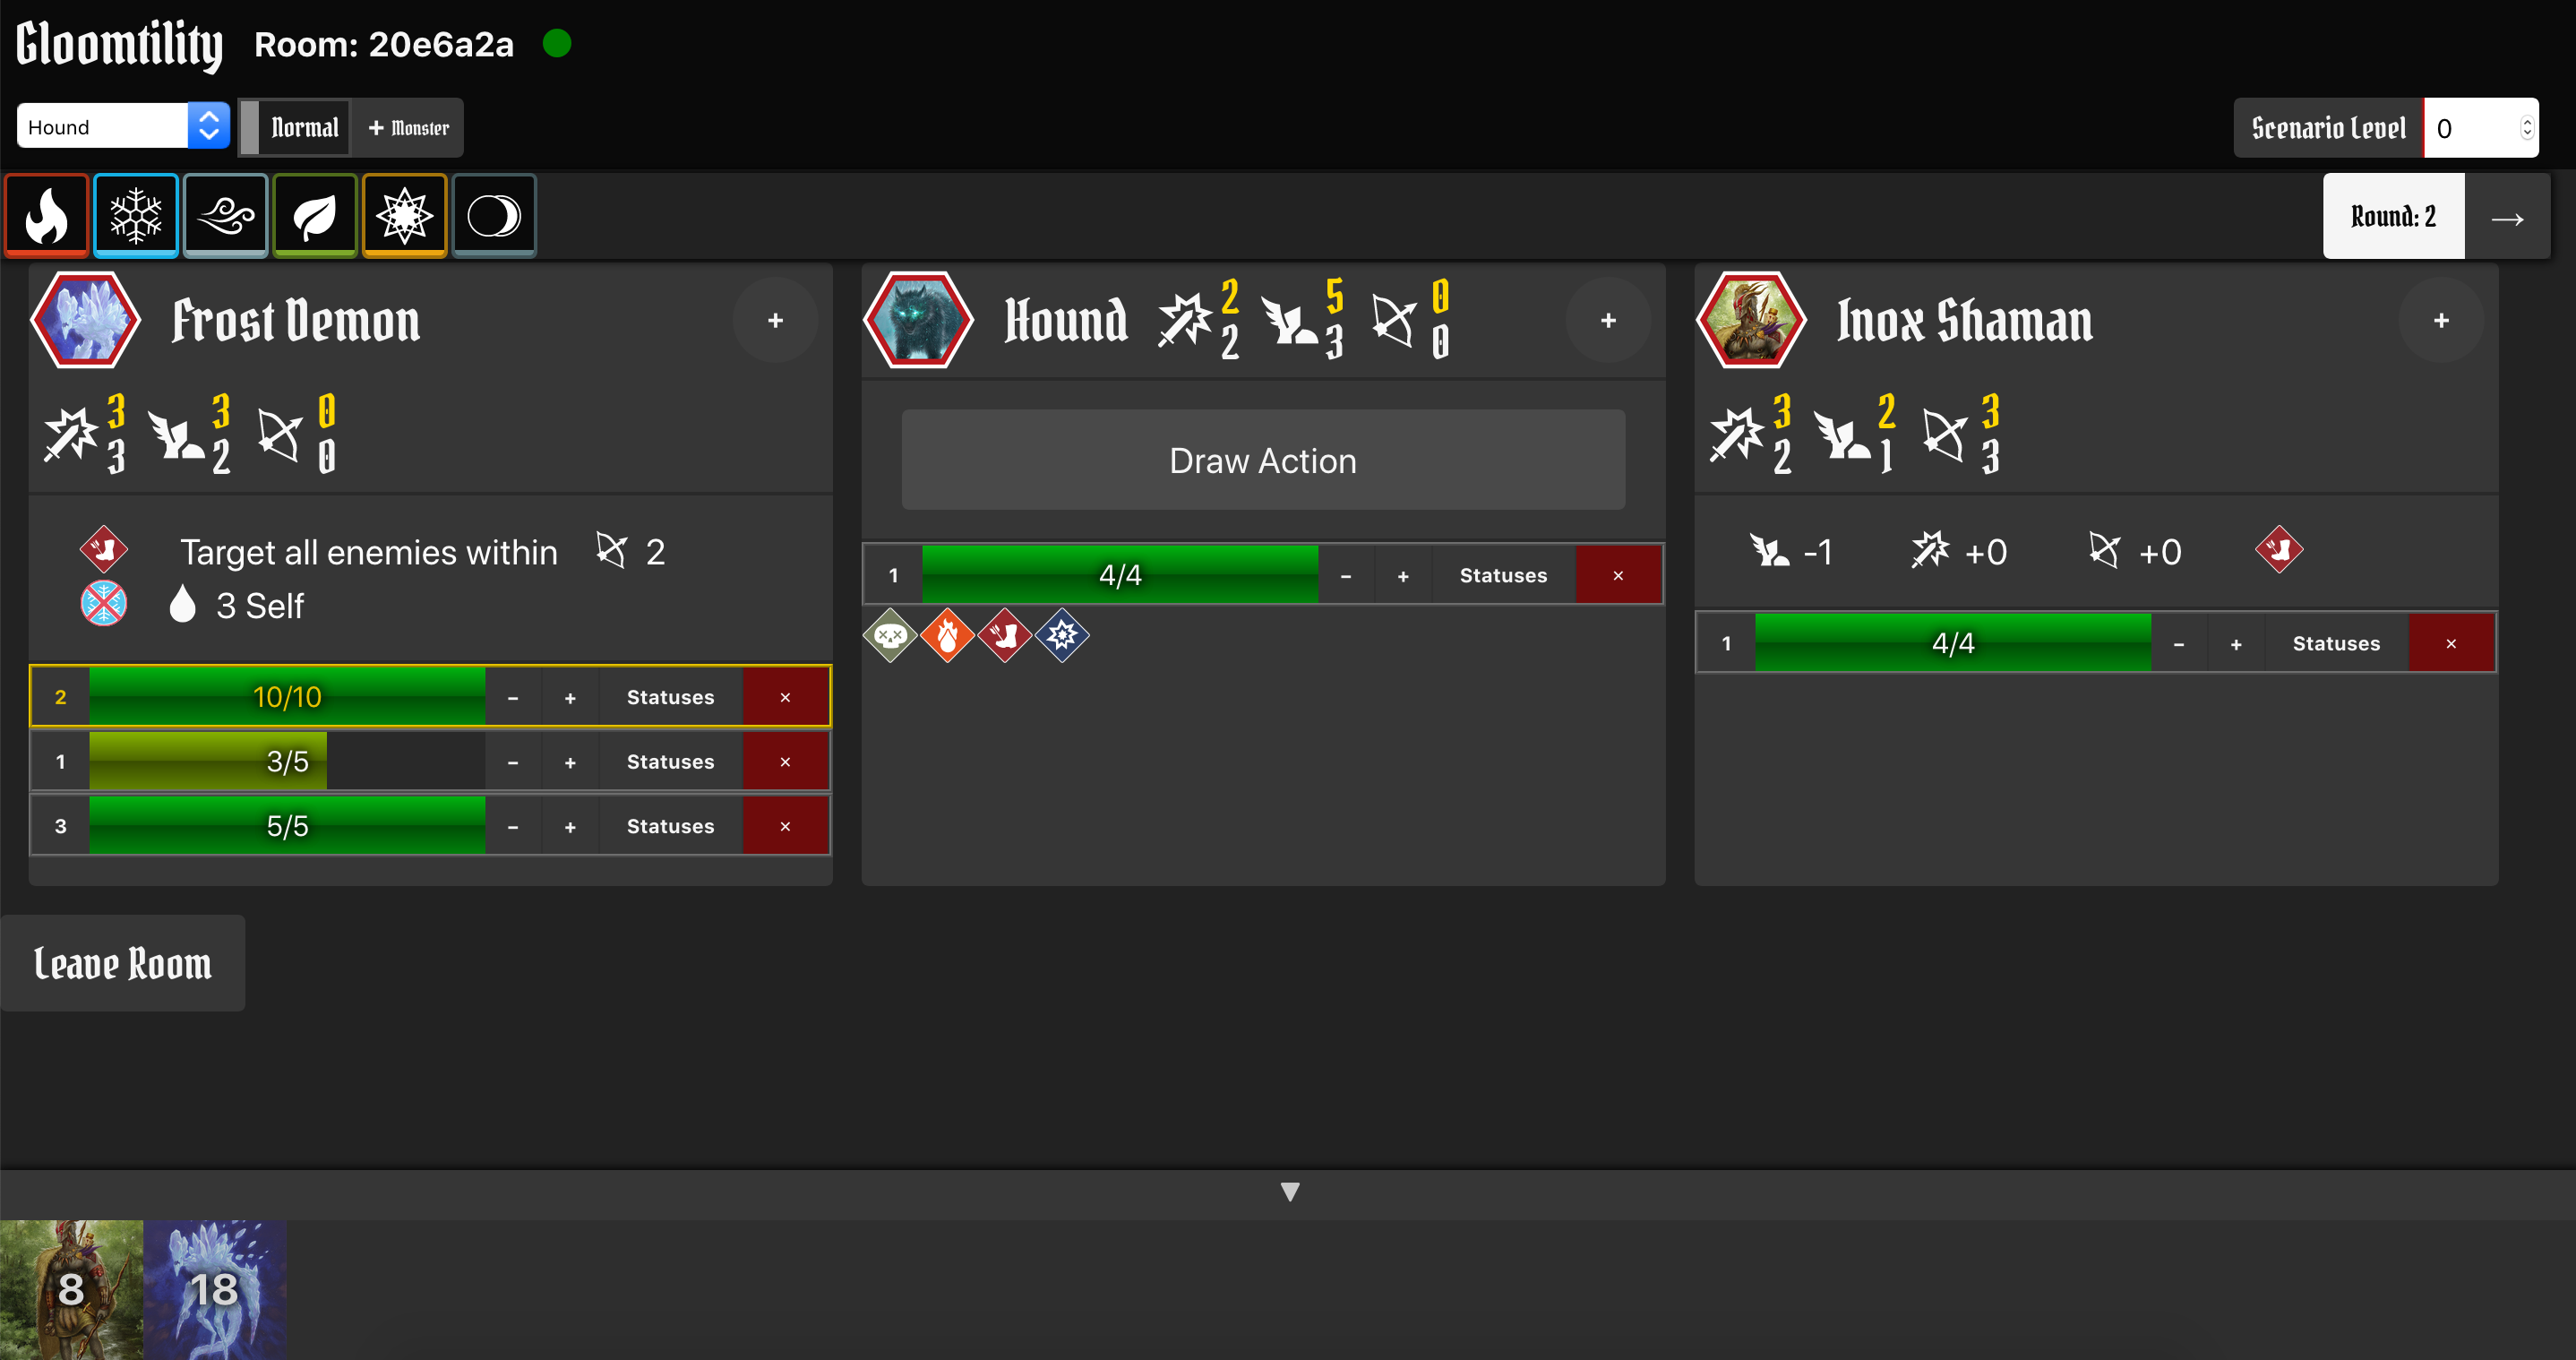 Gloomtility Room: 20e6a2a
Hound Normal + Monster Scenario Level 0
Round: 2 →
Frost Demon +
3 3 0
3 2 0
Target all enemies within 2
3 Self
2 10/10 - + Statuses ×
1 3/5 - + Statuses ×
3 5/5 - + Statuses ×
Hound 2 5 0 +
2 3 0
Draw Action
1 4/4 - + Statuses ×
Inox Shaman +
3 2 3
2 1 3
-1 +0 +0
1 4/4 - + Statuses ×
Leave Room
▼
8 18